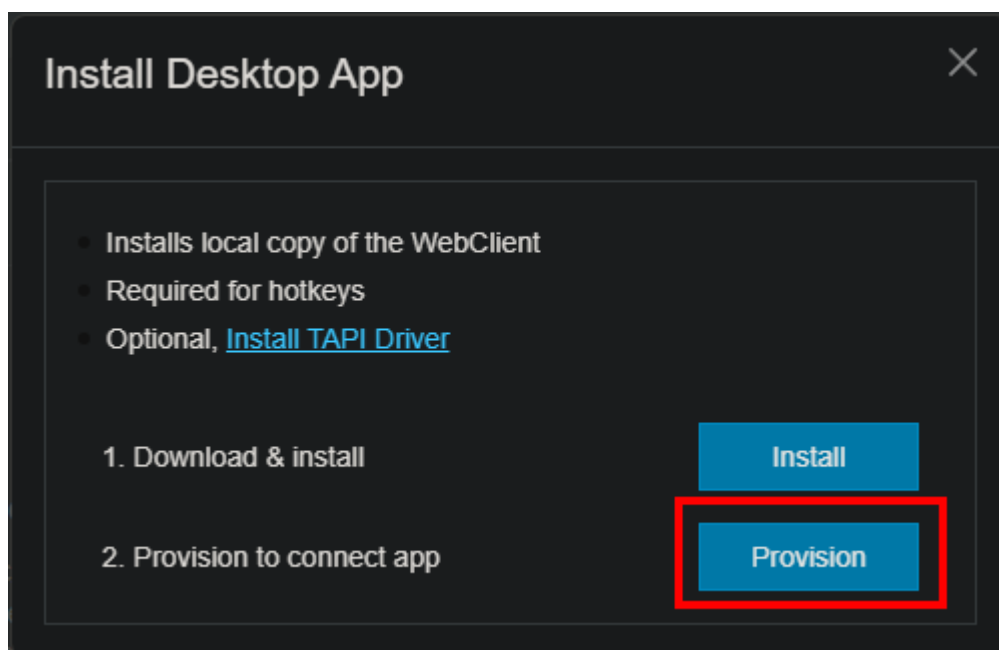 Install Desktop App
Installs local copy of the WebClient
Required for hotkeys
Optional, Install TAPI Driver
1. Download & install
Install
2. Provision to connect app
Provision